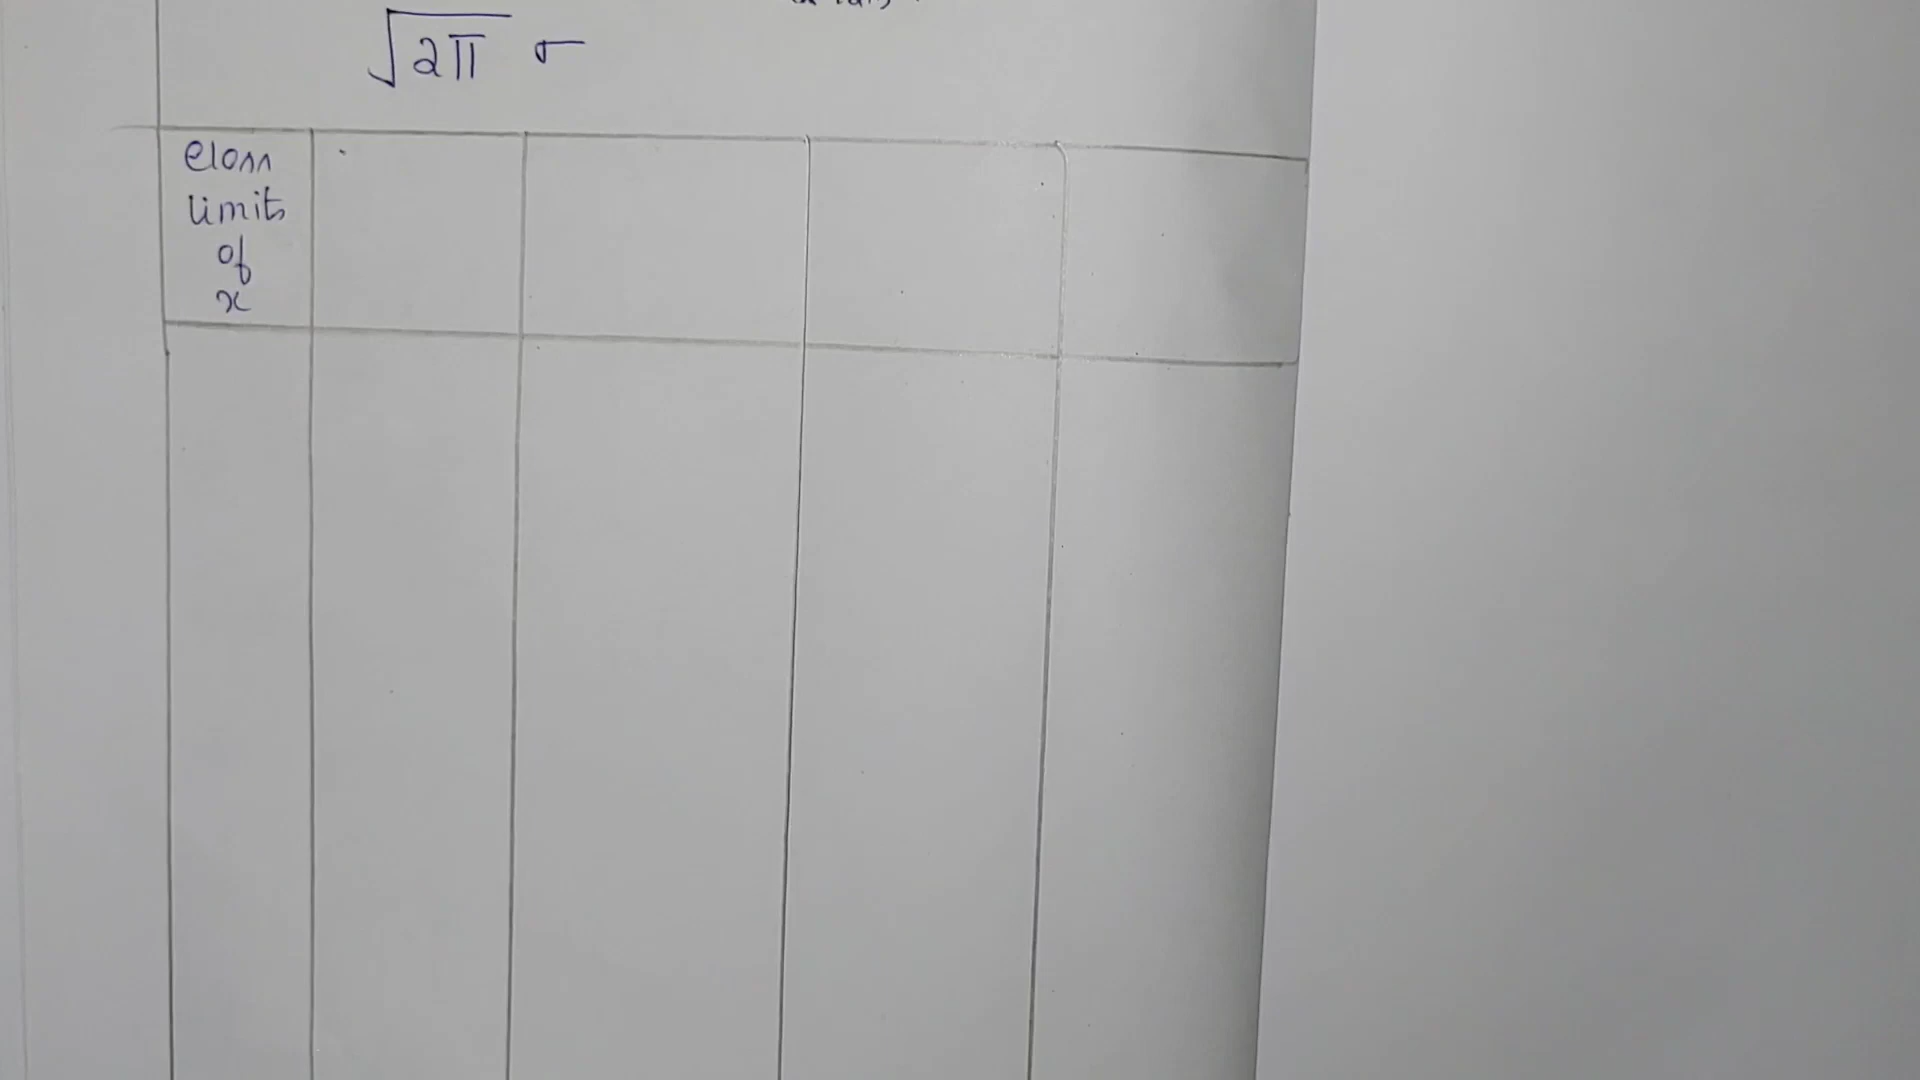 √2π σ
class
limits
of
x